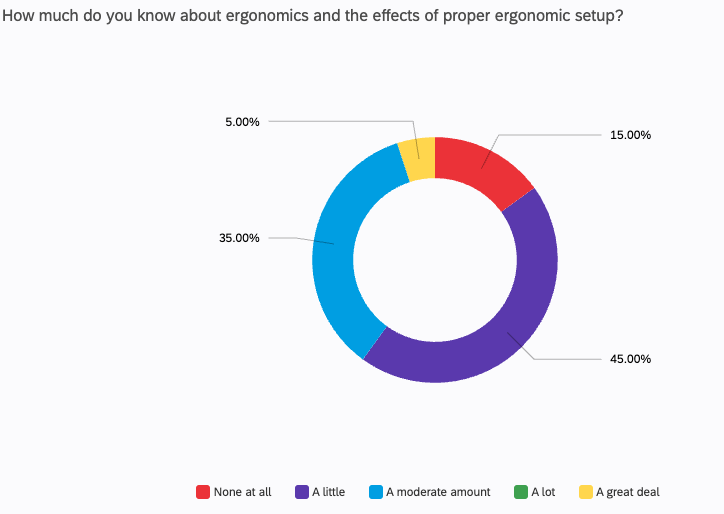 How much do you know about ergonomics and the effects of proper ergonomic setup?
5.00%
15.00%
35.00%
45.00%
None at all A little A moderate amount A lot A great deal